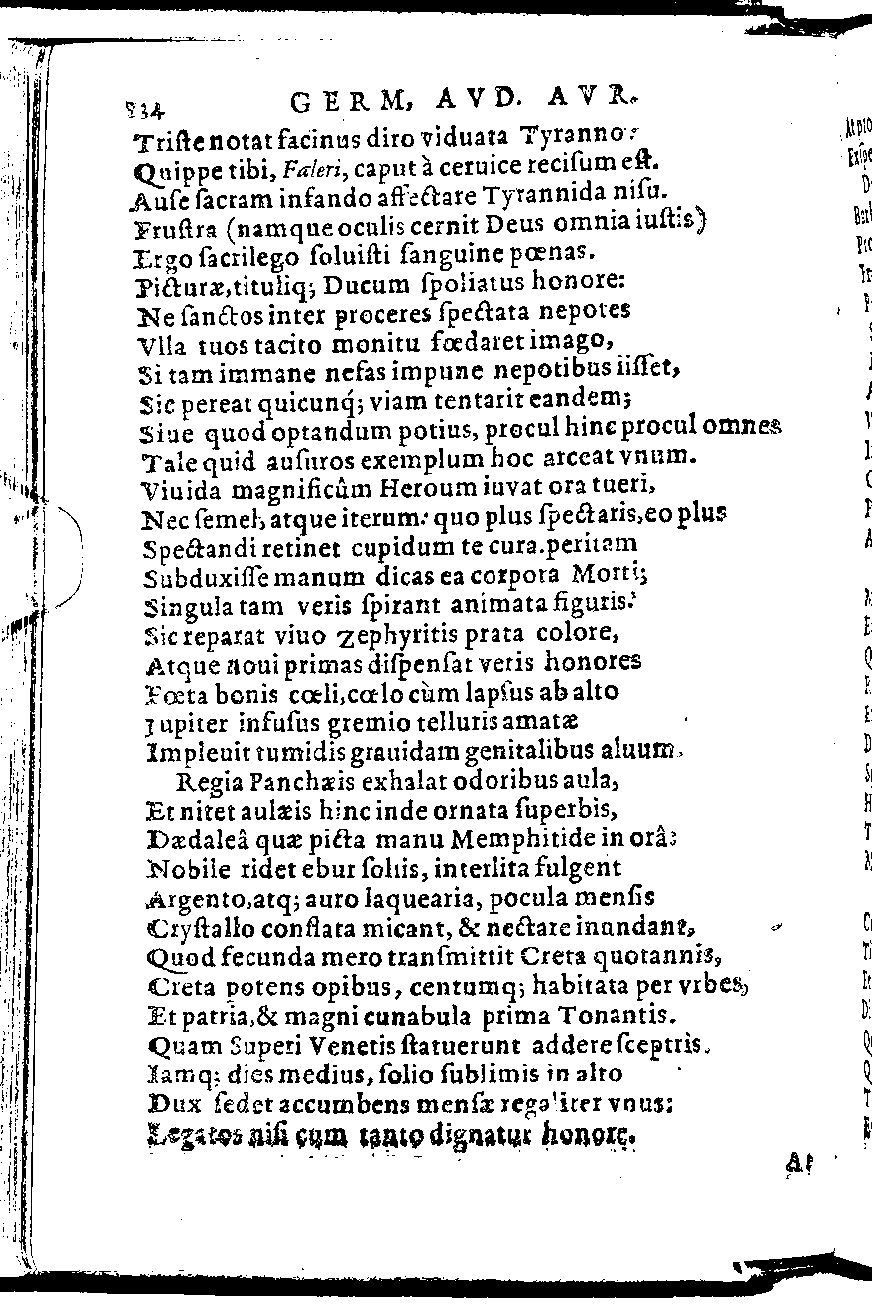 834 GERM, AVD. AVR.
Triſte notat facinus diro viduata Tyranno:
Quippe tibi, Faleri, caput à ceruice reciſum eſt.
Auſe ſacram infando affectare Tyrannida niſu.
Fruſtra (namque oculis cernit Deus omnia iuſtis)
Ergo ſacrilego ſoluiſti ſanguine pœnas.
Picturæ, tituliq; Ducum ſpoliatus honore:
Ne ſanctos inter proceres ſpectata nepotes
Vlla tuos tacito monitu fœdaret imago,
Si tam immane nefas impune nepotibus iiſſet,
Sic pereat quicunq́; viam tentarit eandem;
Siue quod optandum potius, procul hinc procul omnes
Tale quid auſuros exemplum hoc arceat vnum.
Viuida magnificûm Heroum iuvat ora tueri,
Nec ſemel, atque iterum: quo plus ſpectaris, eo plus
Spectandi retinet cupidum te cura. peritam
Subduxiſſe manum dicas ea corpora Morti;
Singula tam veris ſpirant animata figuris:
Sic reparat viuo Zephyritis prata colore,
Atque noui primas diſpenſat veris honores
Fœta bonis cœli, cœlo cùm lapſus ab alto
Jupiter infuſus gremio telluris amatæ
Impleuit tumidis grauidam genitalibus aluum.
Regia Panchæis exhalat odoribus aula,
Et nitet aulæis hinc inde ornata ſuperbis,
Dædaleâ quæ picta manu Memphitide in orâ:
Nobile ridet ebur ſoliis, interlita fulgent
Argento, atq; auro laquearia, pocula menſis
Cryſtallo conflata micant, & nectare inundant,
Quod fecunda mero tranſmittit Creta quotannis,
Creta potens opibus, centumq; habitata per vrbes,
Et patria, & magni cunabula prima Tonantis.
Quam Superi Venetis ſtatuerunt addere ſceptris.
Iamq; dies medius, ſolio ſublimis in alto
Dux ſedet accumbens menſæ regaliter vnus:
Legatos niſi cum tanto dignatur honore.
At